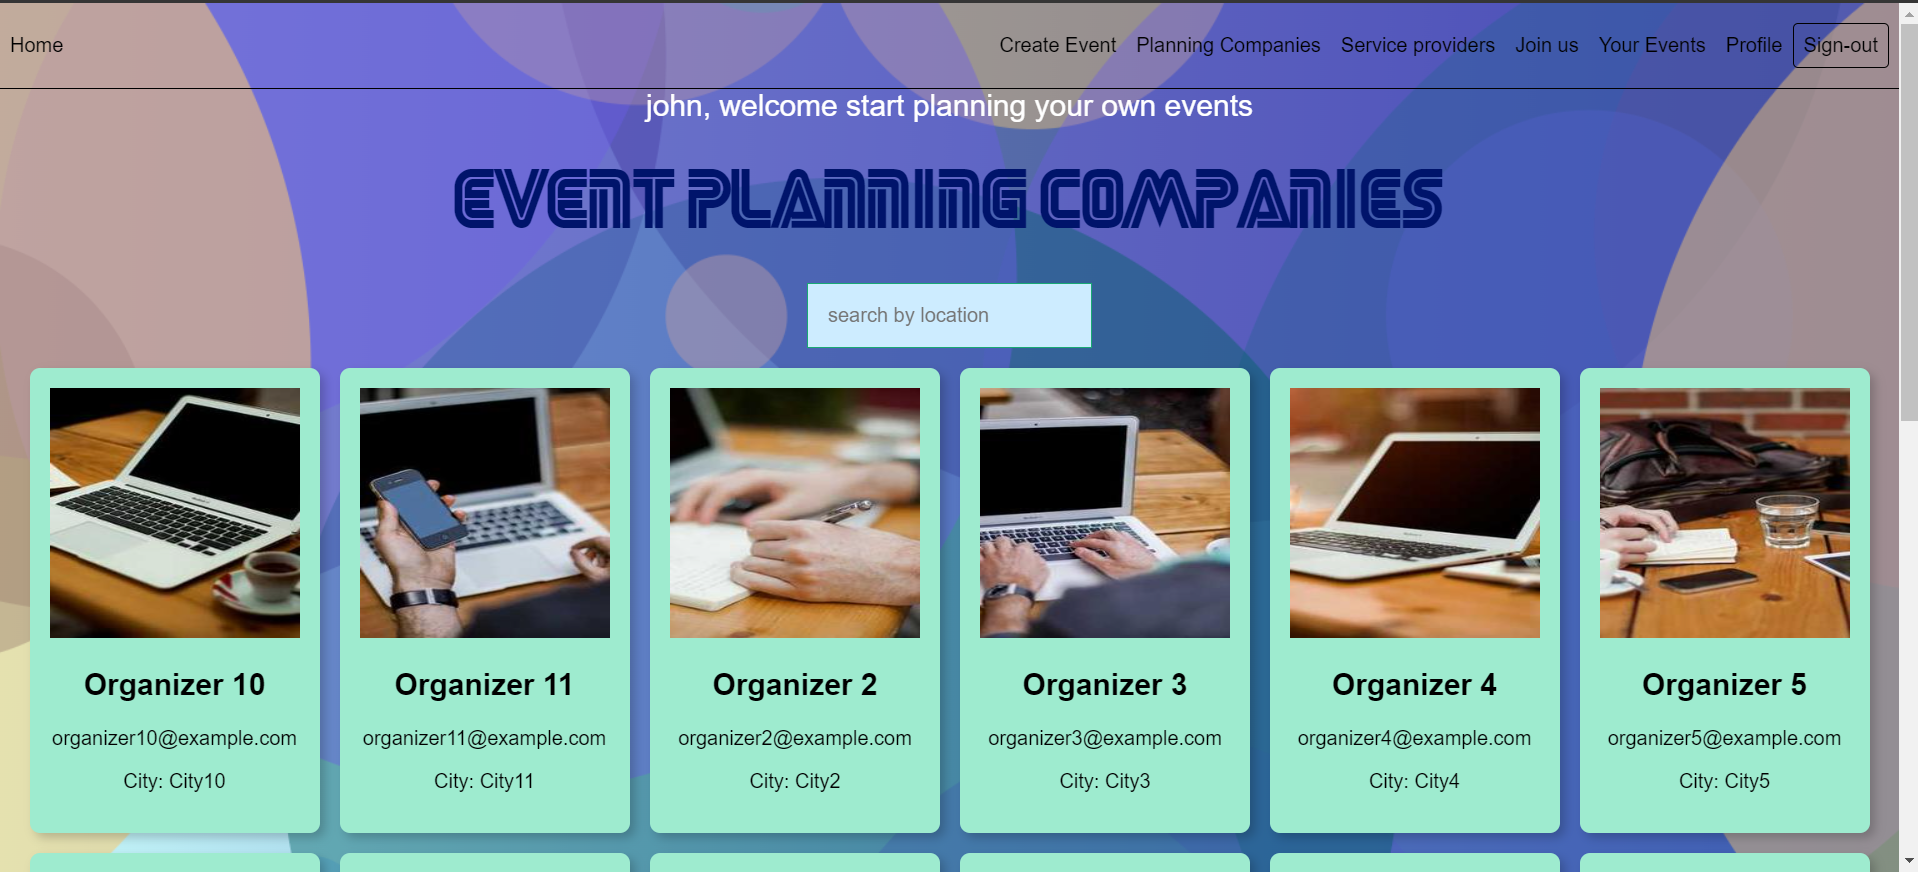 Home Create Event Planning Companies Service providers Join us Your Events Profile Sign-out
john, welcome start planning your own events
EVENT PLANNING COMPANIES
search by location
Organizer 10
organizer10@example.com
City: City10
Organizer 11
organizer11@example.com
City: City11
Organizer 2
organizer2@example.com
City: City2
Organizer 3
organizer3@example.com
City: City3
Organizer 4
organizer4@example.com
City: City4
Organizer 5
organizer5@example.com
City: City5